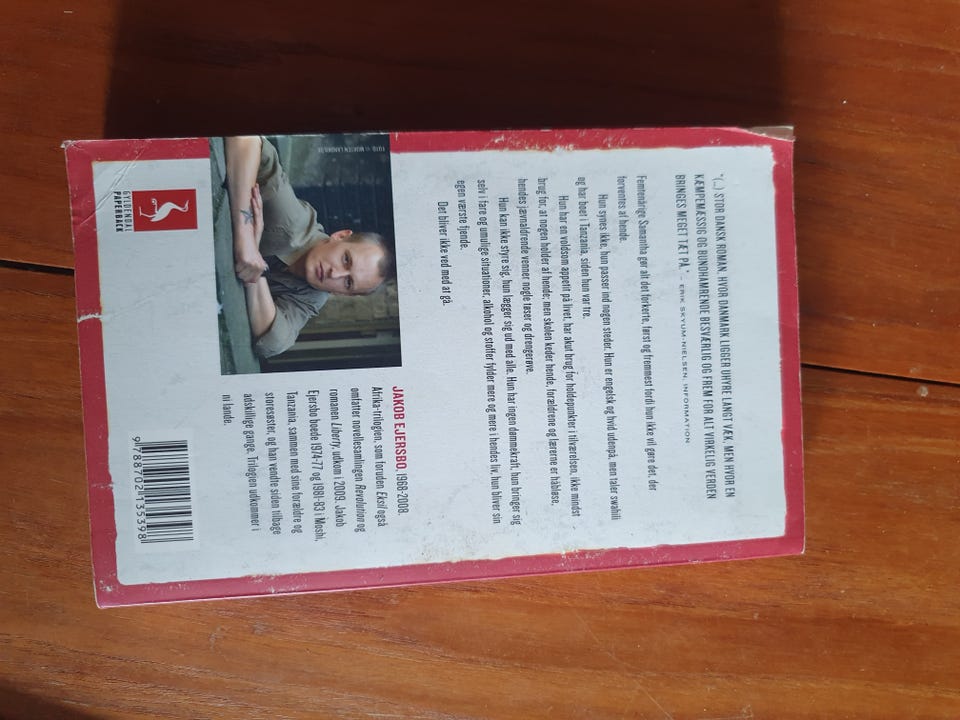 "(...) STOR DANSK ROMAN, HVOR DANMARK LIGGER UHYRE LANGT VÆK, MEN HVOR EN
KÆMPEMÆSSIG OG BUNDHAMRENDE BESVÆRLIG OG FREM FOR ALT VIRKELIG VERDEN
BRINGES MEGET TÆT PÅ." – ERIK SKYUM-NIELSEN, INFORMATION
Femtenårige Samantha gør alt det forkerte, først og fremmest fordi hun ikke vil gøre det, der
forventes af hende.
Hun synes ikke, hun passer ind nogen steder. Hun er engelsk og hvid udenpå, men taler swahili
og har boet i Tanzania, siden hun var tre.
Hun har en voldsom appetit på livet, har akut brug for holdepunkter i tilværelsen, ikke mindst
brug for, at nogen holder af hende; men skolen keder hende, forældrene og lærerne er håbløse,
hendes jævnaldrende venner nogle tøser og drengerøve.
Hun kan ikke styre sig, hun lægger sig ud med alle. Hun har ingen dømmekraft, hun bringer sig
selv i fare og umulige situationer, alkohol og stoffer fylder mere og mere i hendes liv, hun bliver sin
egen værste fjende.
Det bliver ikke ved med at gå.
FOTO © MORTEN LANGKILDE
JAKOB EJERSBO, 1968-2008.
Afrika-trilogien, som foruden Eksil også
omfatter novellesamlingen Revolution og
romanen Liberty, udkom i 2009. Jakob
Ejersbo boede 1974-77 og 1981-83 i Moshi,
Tanzania, sammen med sine forældre og
storesøster, og han vendte siden tilbage
adskillige gange. Trilogien udkommer i
ni lande.
GYLDENDAL
PAPERBACK
9788702135398